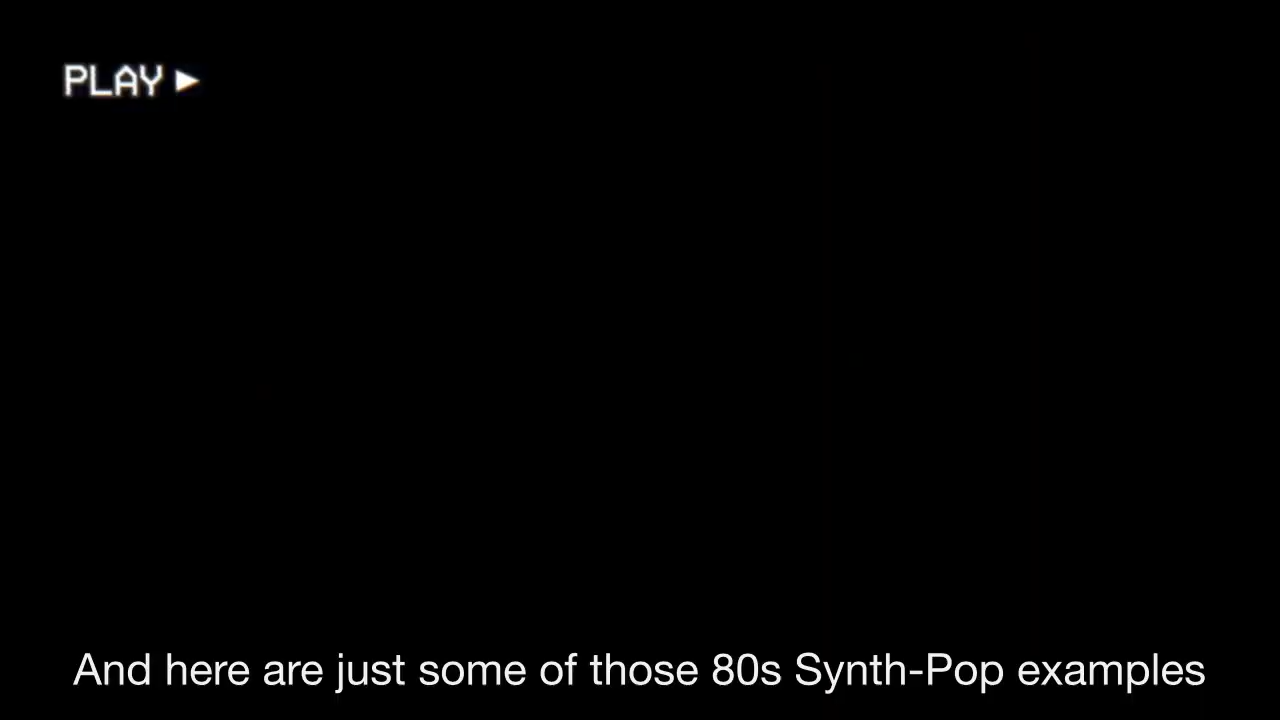 PLAY ►
And here are just some of those 80s Synth-Pop examples